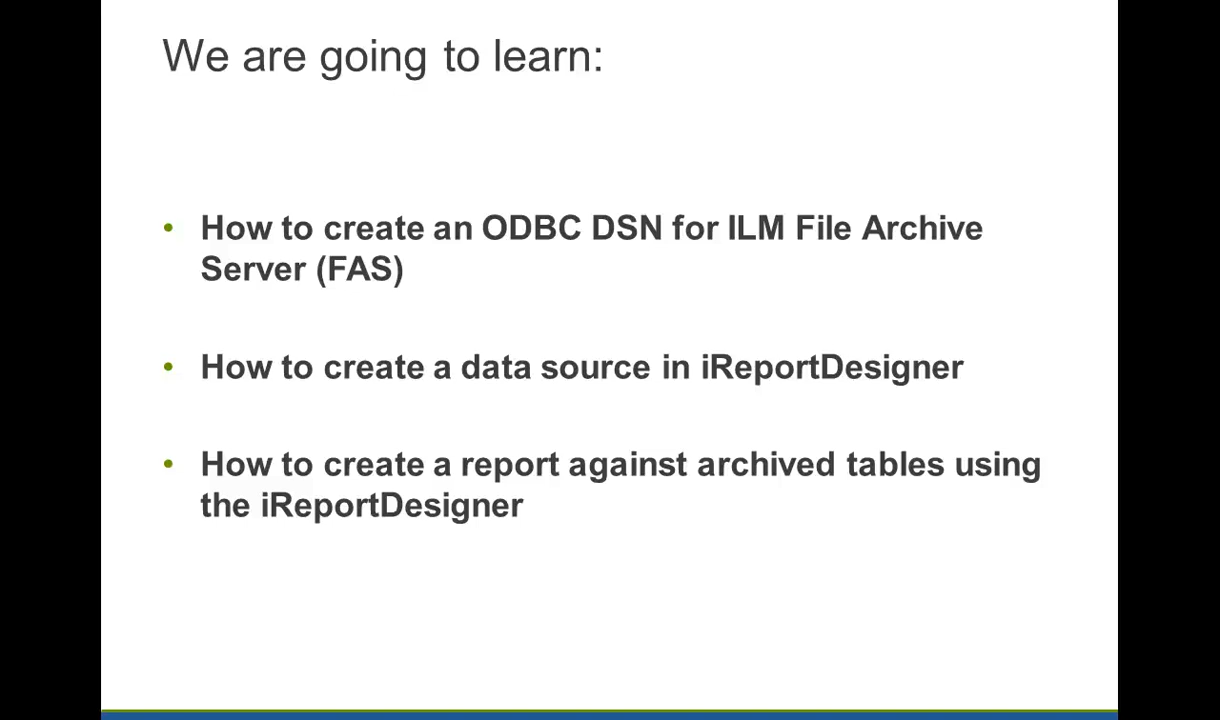 We are going to learn:
• How to create an ODBC DSN for ILM File Archive
Server (FAS)
• How to create a data source in iReportDesigner
• How to create a report against archived tables using
the iReportDesigner